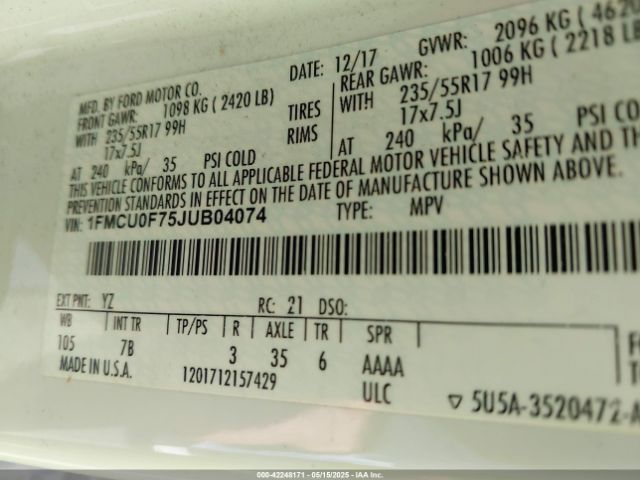 MFD. BY FORD MOTOR CO.
DATE: 12/17 GVWR: 2096 KG (4620
FRONT GAWR: 1098 KG (2420 LB) REAR GAWR: 1006 KG (2218 LB
WITH 235/55R17 99H TIRES WITH 235/55R17 99H
17x7.5J RIMS 17x7.5J
AT 240 kPa/ 35 PSI COLD AT 240 kPa/ 35 PSI CO
THIS VEHICLE CONFORMS TO ALL APPLICABLE FEDERAL MOTOR VEHICLE SAFETY AND TH
PREVENTION STANDARDS IN EFFECT ON THE DATE OF MANUFACTURE SHOWN ABOVE.
VIN: 1FMCU0F75JUB04074 TYPE: MPV
EXT PNT: YZ RC: 21 DSO:
WB INT TR TP/PS R AXLE TR SPR
105 7B 3 35 6 AAAA
MADE IN U.S.A. 1201712157429 ULC
▽ 5U5A-3520472-A
000-42248171 — 05/15/2025 — IAA Inc.